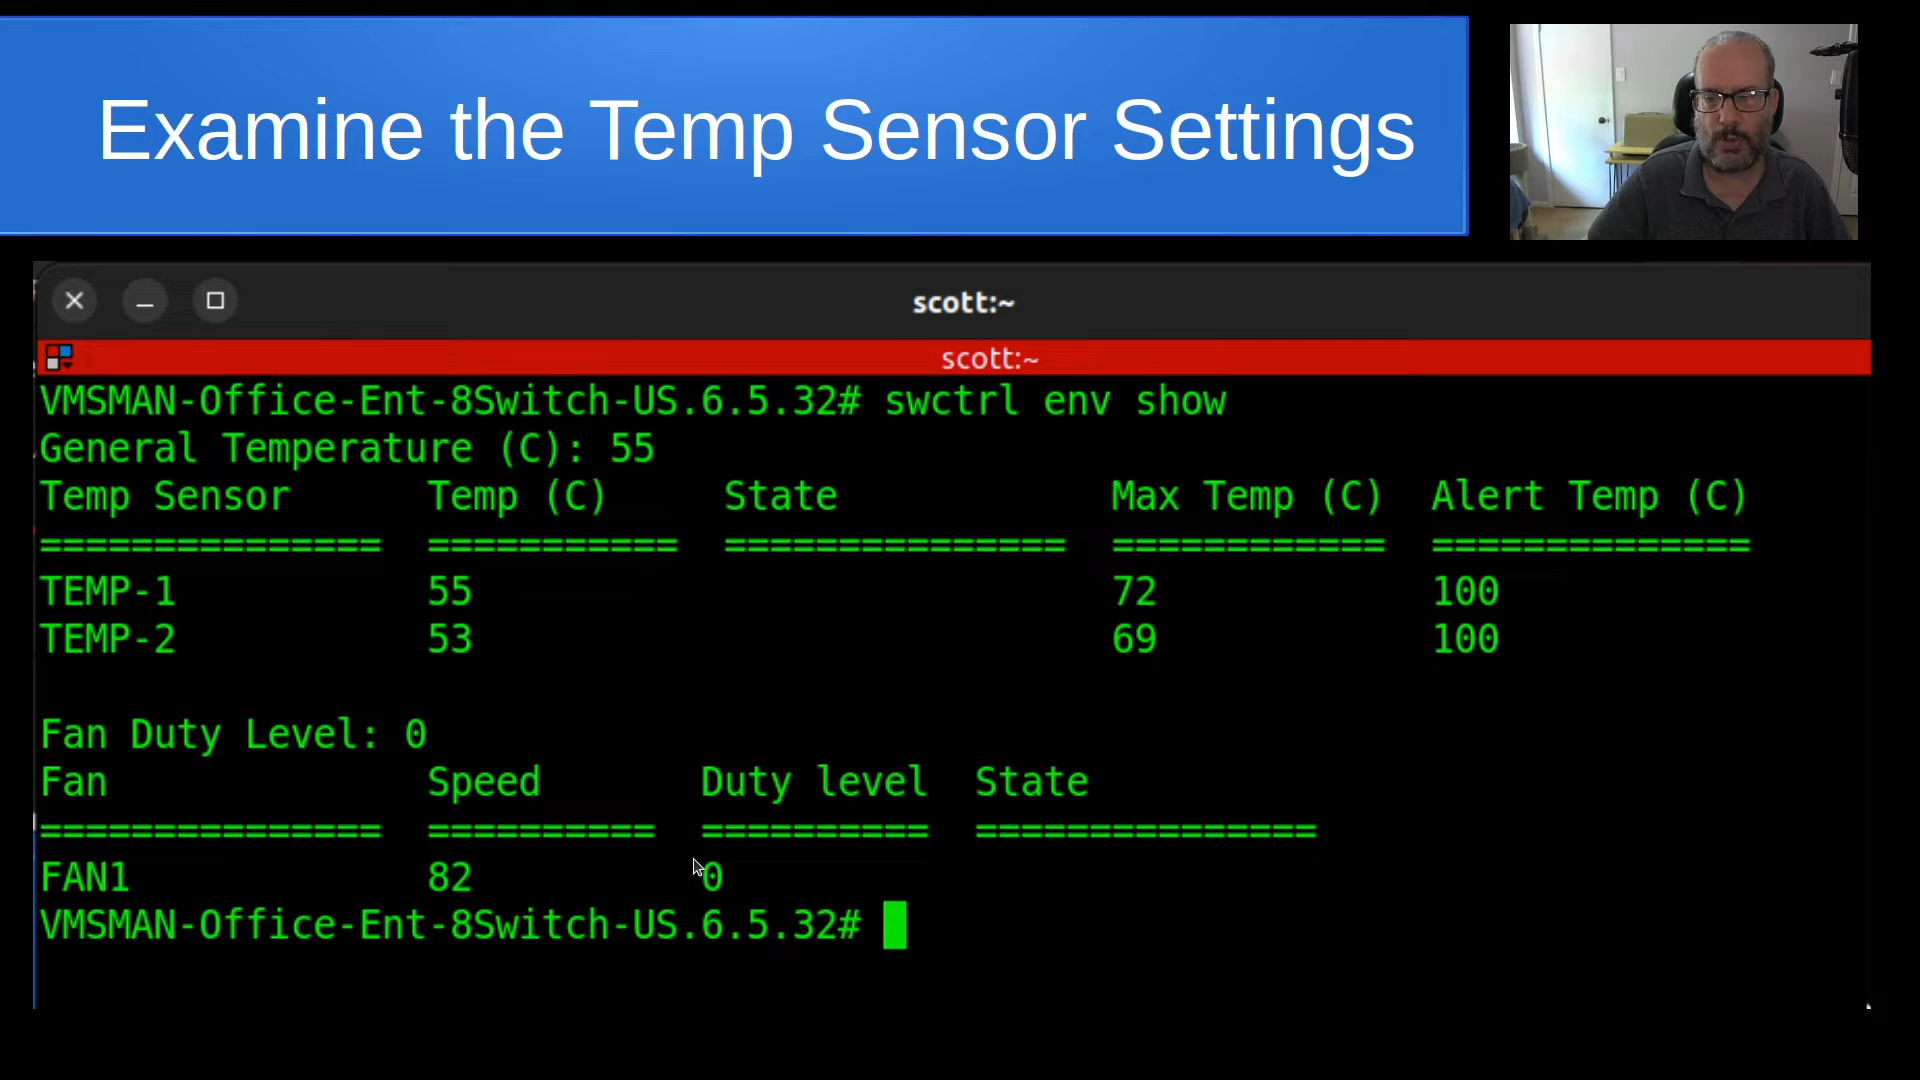 Examine the Temp Sensor Settings
scott:~
scott:~
VMSMAN-Office-Ent-8Switch-US.6.5.32# swctrl env show
General Temperature (C): 55
Temp Sensor Temp (C) State Max Temp (C) Alert Temp (C)
=============== =========== =============== ============ ==============
TEMP-1 55 72 100
TEMP-2 53 69 100
Fan Duty Level: 0
Fan Speed Duty level State
=============== ========== ========== ===============
FAN1 82 0
VMSMAN-Office-Ent-8Switch-US.6.5.32#